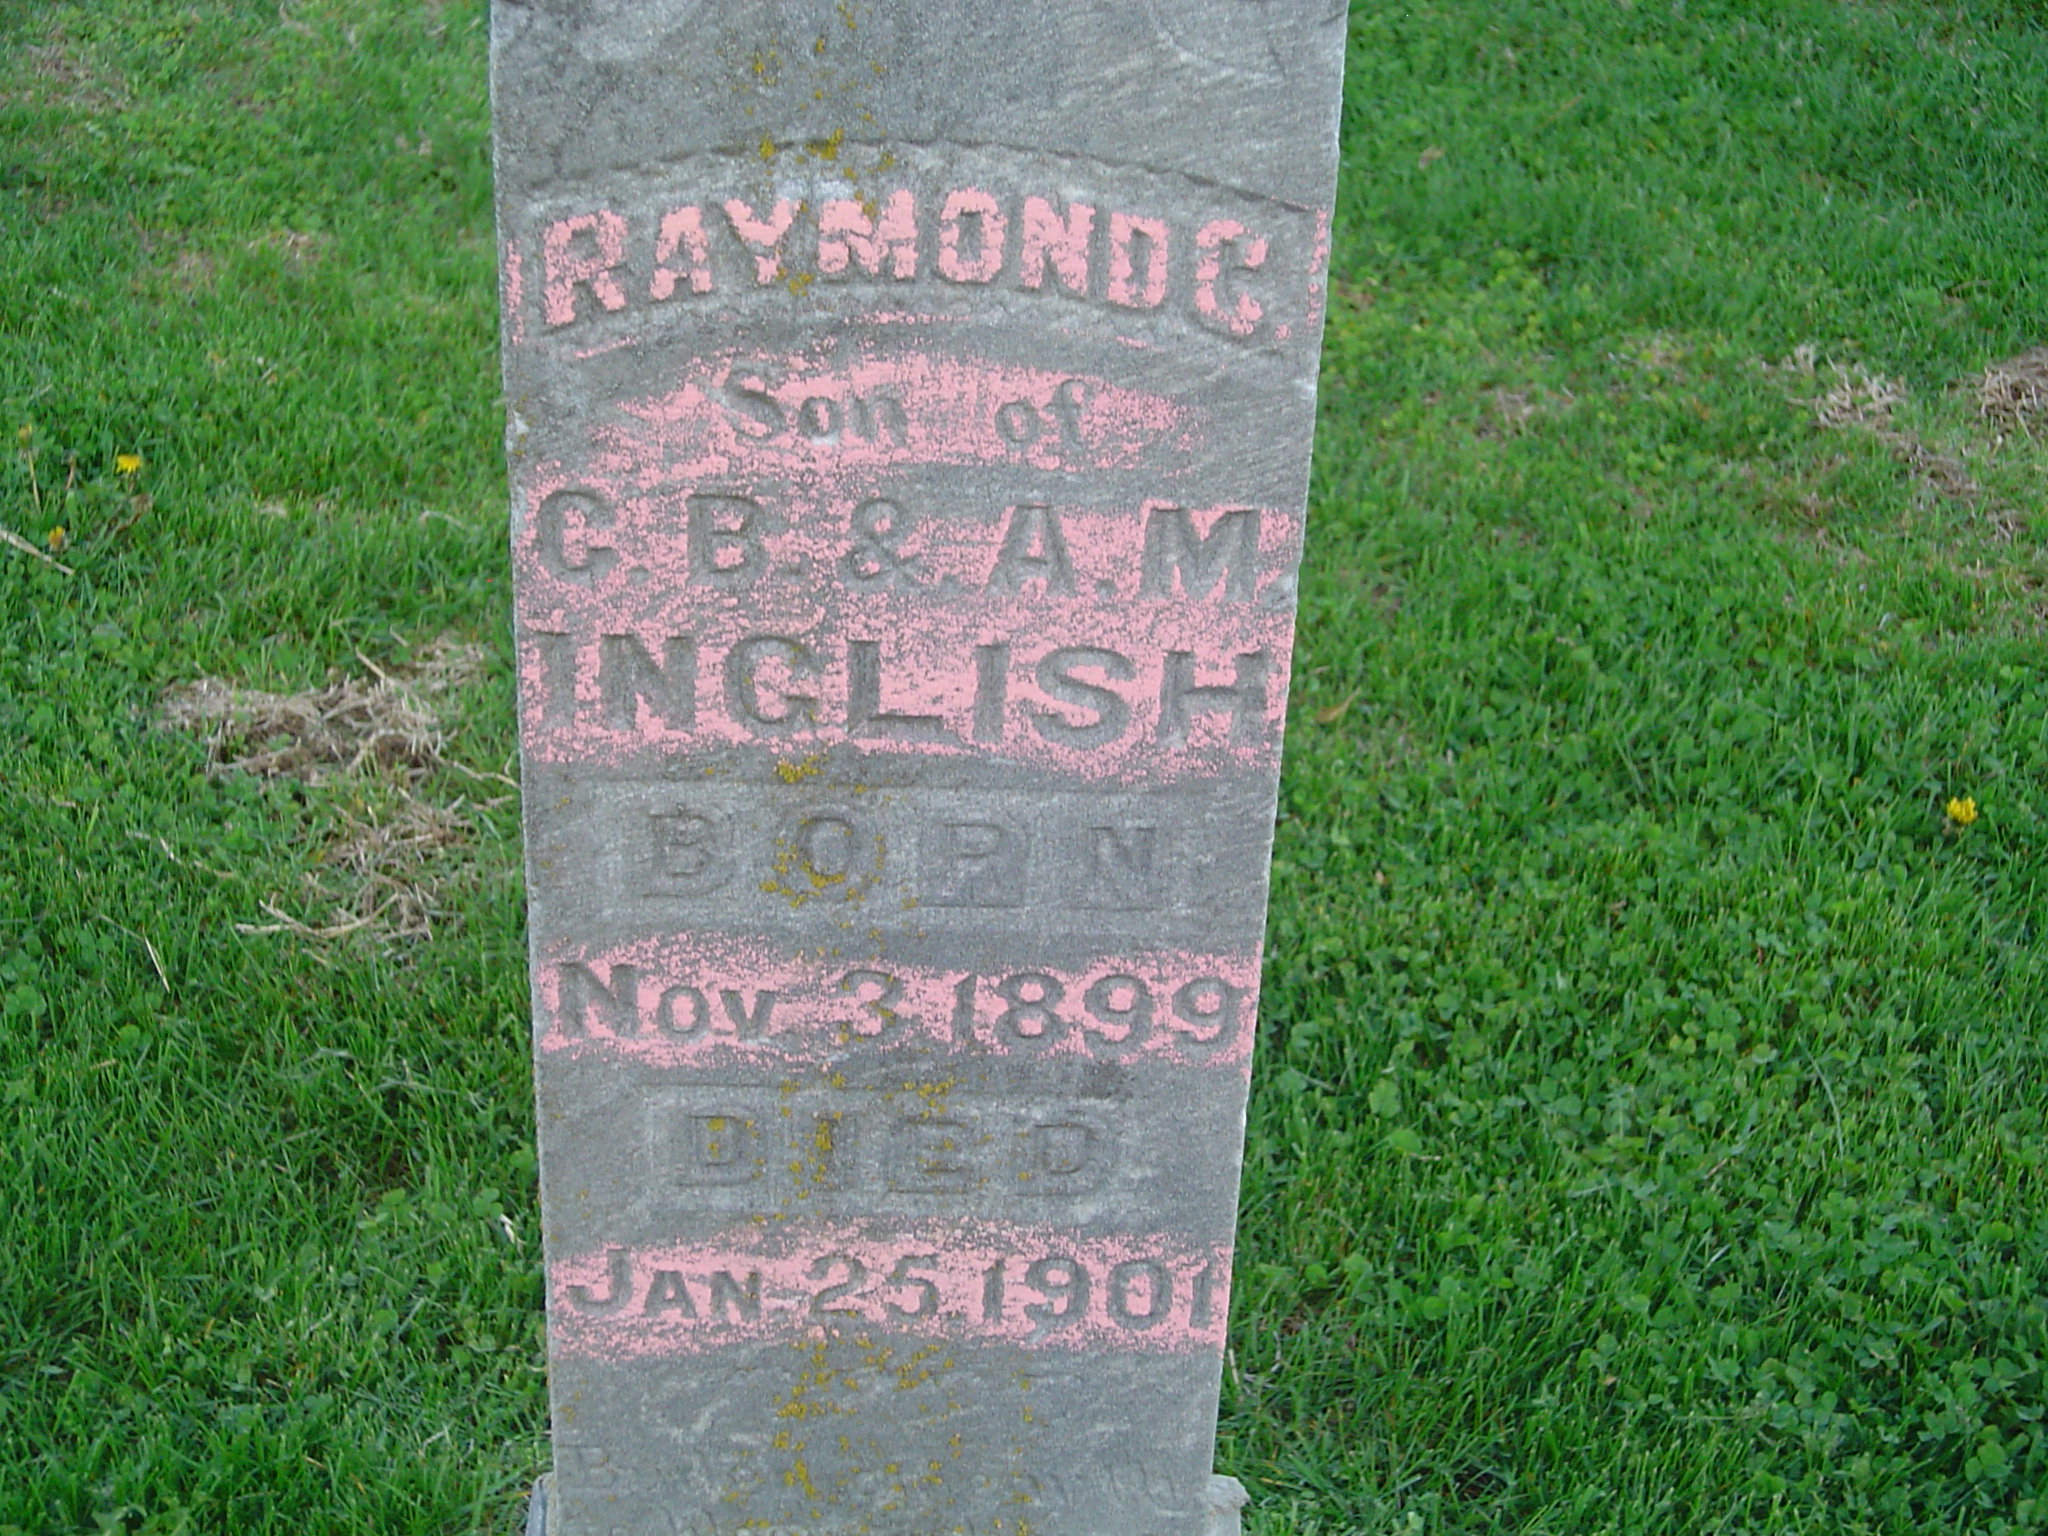 RAYMOND C.
Son of
C. B. & A. M.
INGLISH
BORN
Nov 3 1899
DIED
JAN 25 1901